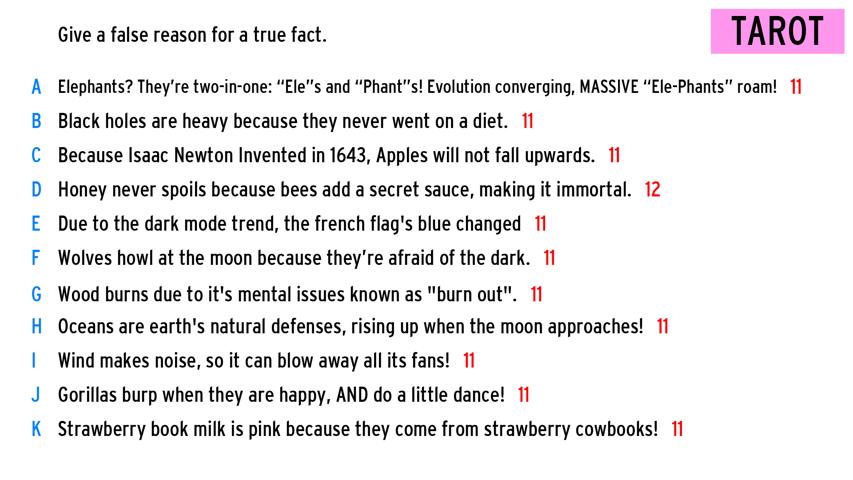 Give a false reason for a true fact.
TAROT
A Elephants? They're two-in-one: “Ele”s and “Phant”s! Evolution converging, MASSIVE “Ele-Phants” roam! 11
B Black holes are heavy because they never went on a diet. 11
C Because Isaac Newton Invented in 1643, Apples will not fall upwards. 11
D Honey never spoils because bees add a secret sauce, making it immortal. 12
E Due to the dark mode trend, the french flag's blue changed 11
F Wolves howl at the moon because they’re afraid of the dark. 11
G Wood burns due to it's mental issues known as "burn out". 11
H Oceans are earth's natural defenses, rising up when the moon approaches! 11
I Wind makes noise, so it can blow away all its fans! 11
J Gorillas burp when they are happy, AND do a little dance! 11
K Strawberry book milk is pink because they come from strawberry cowbooks! 11